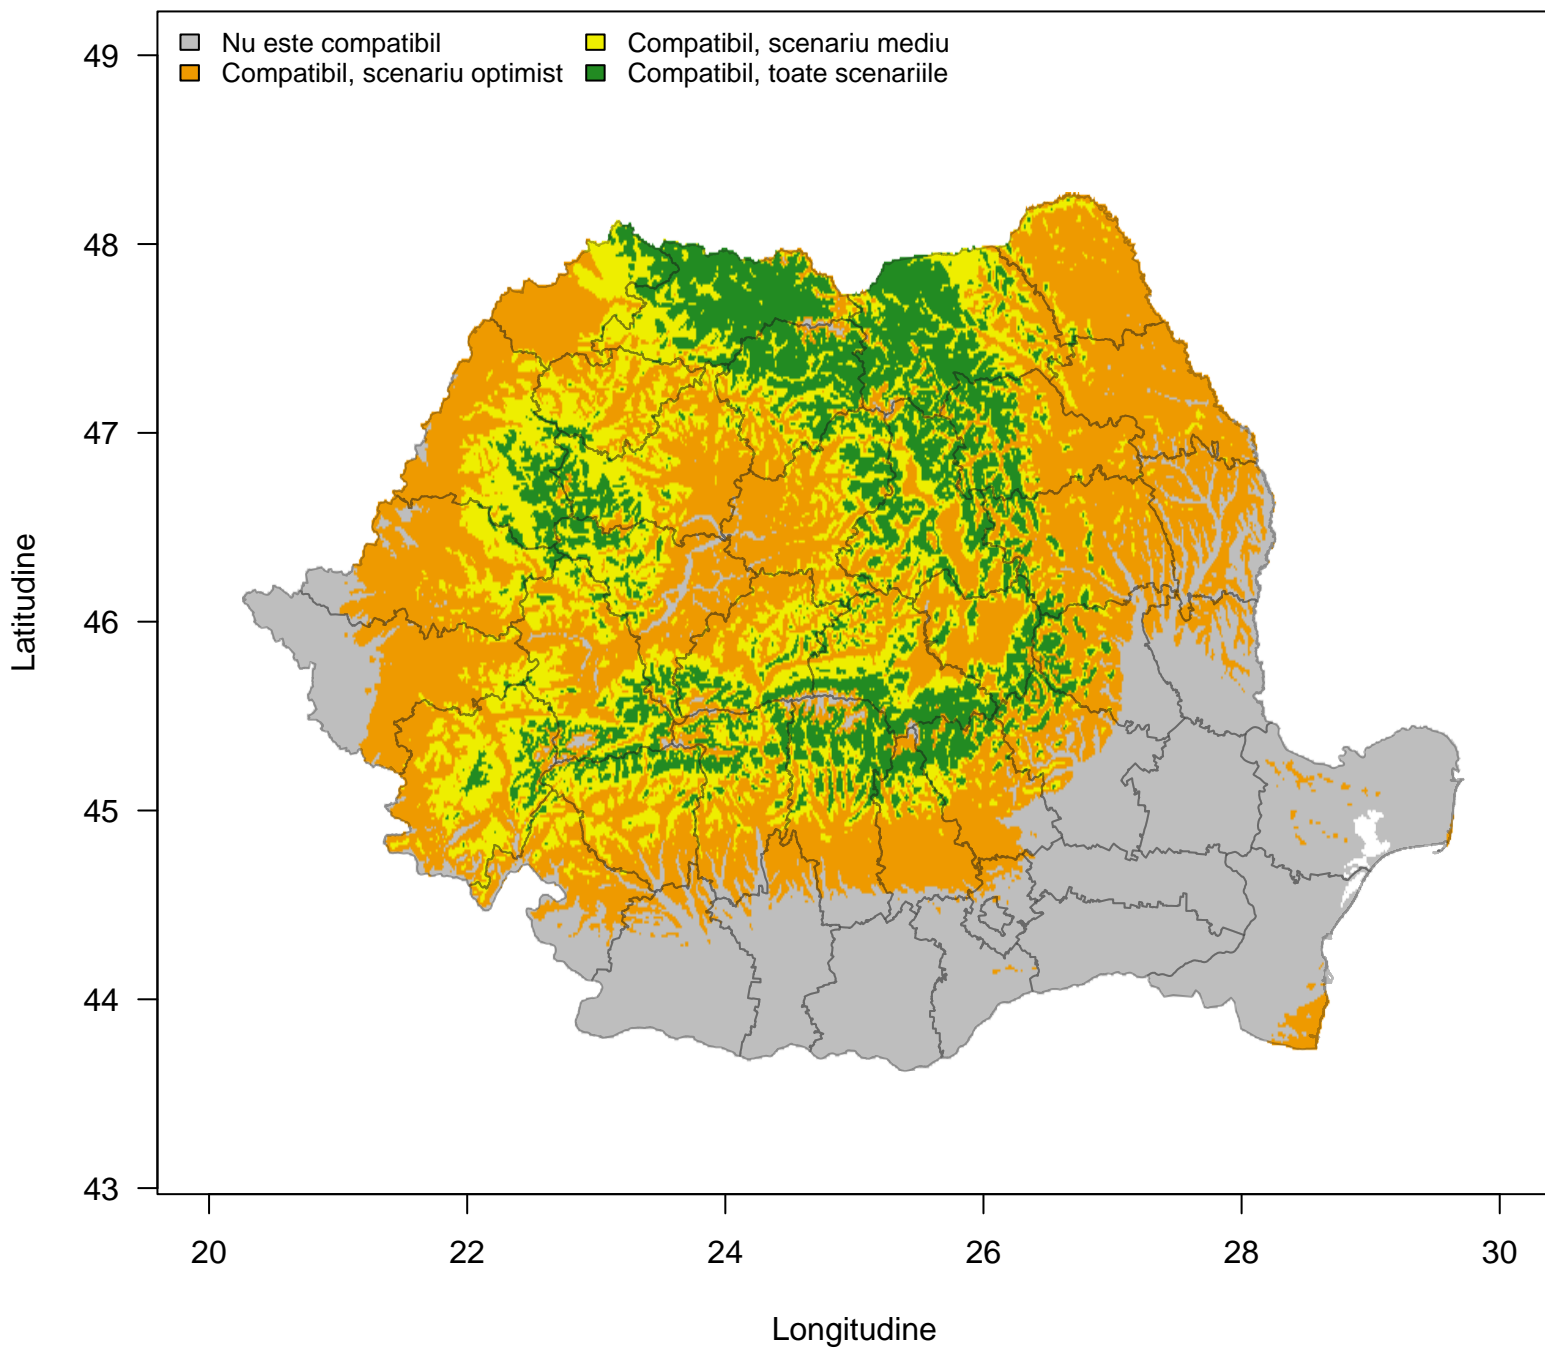 Nu este compatibil
Compatibil, scenariu optimist
Compatibil, scenariu mediu
Compatibil, toate scenariile
49
48
47
46
45
44
43
Latitudine
20
22
24
26
28
30
Longitudine